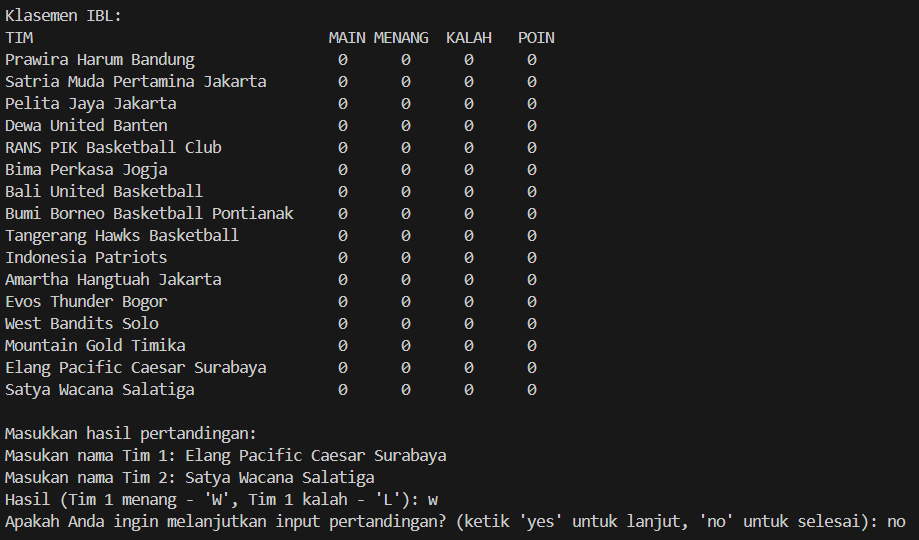 Klasemen IBL:
TIM MAIN MENANG KALAH POIN
Prawira Harum Bandung 0 0 0 0
Satria Muda Pertamina Jakarta 0 0 0 0
Pelita Jaya Jakarta 0 0 0 0
Dewa United Banten 0 0 0 0
RANS PIK Basketball Club 0 0 0 0
Bima Perkasa Jogja 0 0 0 0
Bali United Basketball 0 0 0 0
Bumi Borneo Basketball Pontianak 0 0 0 0
Tangerang Hawks Basketball 0 0 0 0
Indonesia Patriots 0 0 0 0
Amartha Hangtuah Jakarta 0 0 0 0
Evos Thunder Bogor 0 0 0 0
West Bandits Solo 0 0 0 0
Mountain Gold Timika 0 0 0 0
Elang Pacific Caesar Surabaya 0 0 0 0
Satya Wacana Salatiga 0 0 0 0
Masukkan hasil pertandingan:
Masukan nama Tim 1: Elang Pacific Caesar Surabaya
Masukan nama Tim 2: Satya Wacana Salatiga
Hasil (Tim 1 menang - 'W', Tim 1 kalah - 'L'): w
Apakah Anda ingin melanjutkan input pertandingan? (ketik 'yes' untuk lanjut, 'no' untuk selesai): no